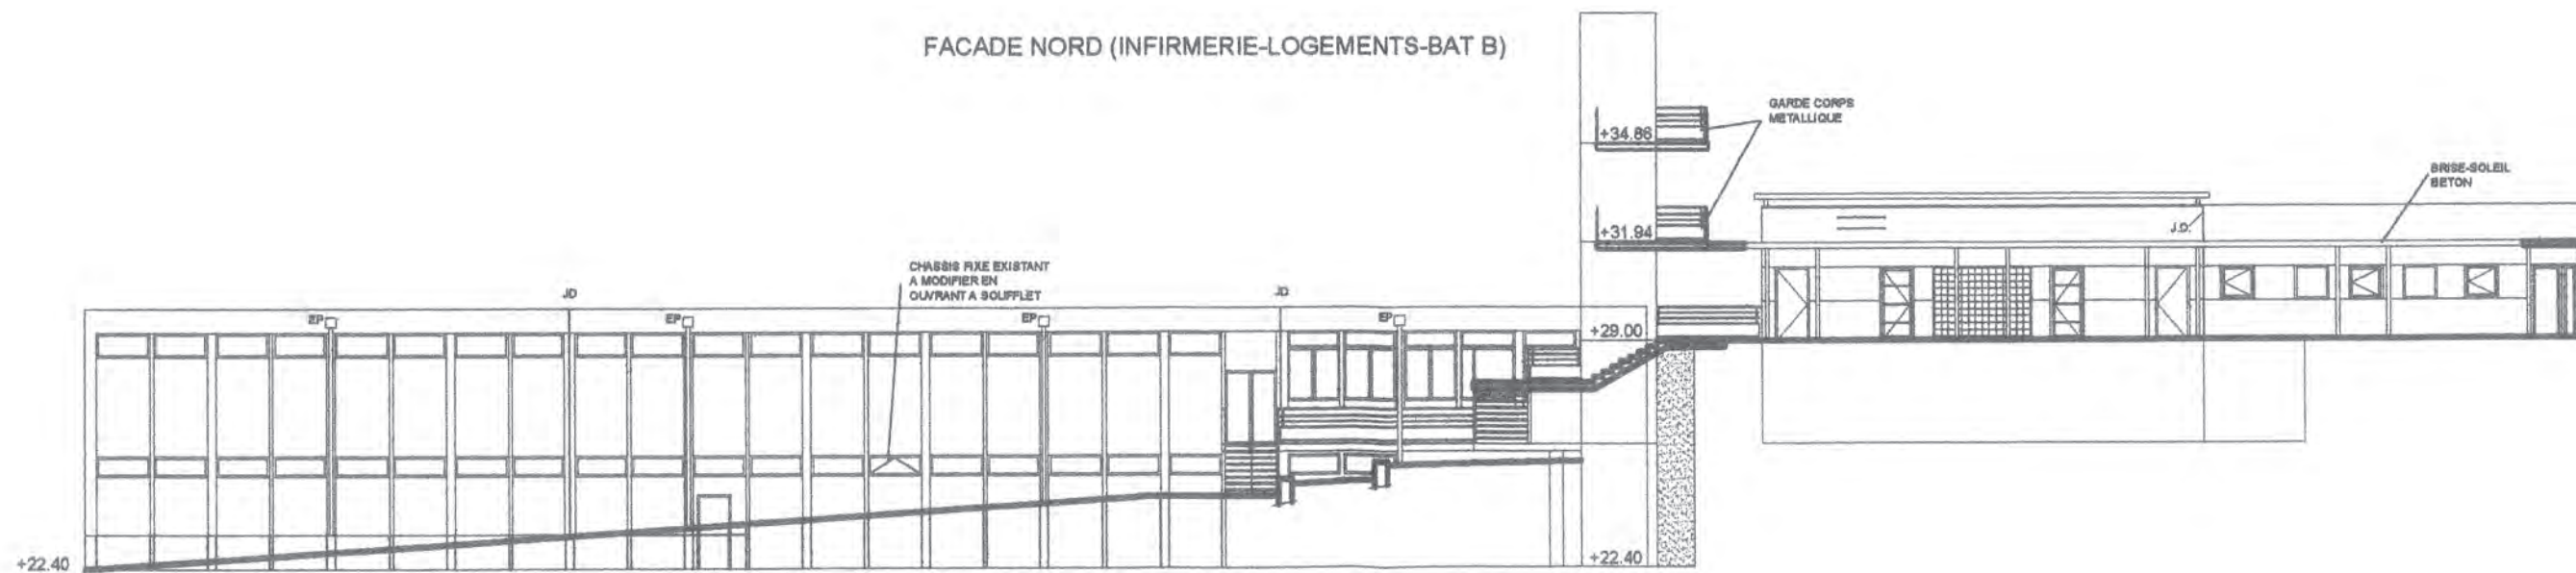 FACADE NORD (INFIRMERIE-LOGEMENTS-BAT B)
GARDE CORPS
METALLIQUE
+34.86
BRISE-SOLEIL
BETON
+31.94
J.D.
CHASSIS FIXE EXISTANT
A MODIFIER EN
OUVRANT A SOUFFLET
JD
JD
EP
EP
EP
EP
+29.00
+22.40
+22.40